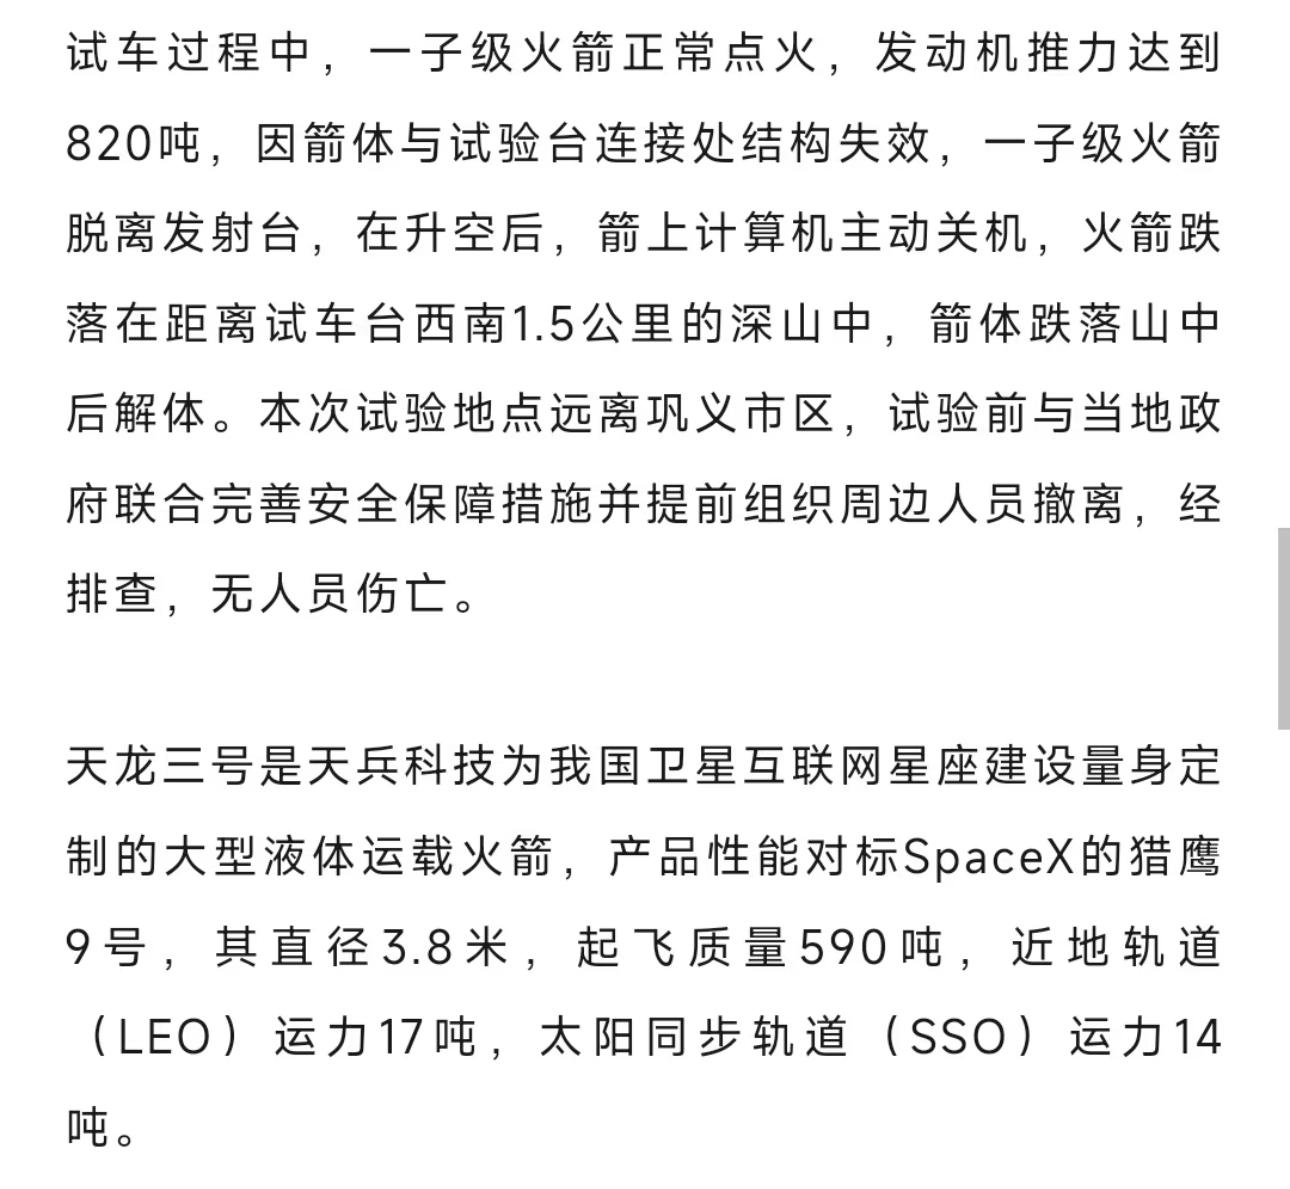 试车过程中，一子级火箭正常点火，发动机推力达到
820吨，因箭体与试验台连接处结构失效，一子级火箭
脱离发射台，在升空后，箭上计算机主动关机，火箭跌
落在距离试车台西南1.5公里的深山中，箭体跌落山中
后解体。本次试验地点远离巩义市区，试验前与当地政
府联合完善安全保障措施并提前组织周边人员撤离，经
排查，无人员伤亡。
天龙三号是天兵科技为我国卫星互联网星座建设量身定
制的大型液体运载火箭，产品性能对标SpaceX的猎鹰
9号，其直径3.8米，起飞质量590吨，近地轨道
（LEO）运力17吨，太阳同步轨道（SSO）运力14
吨。